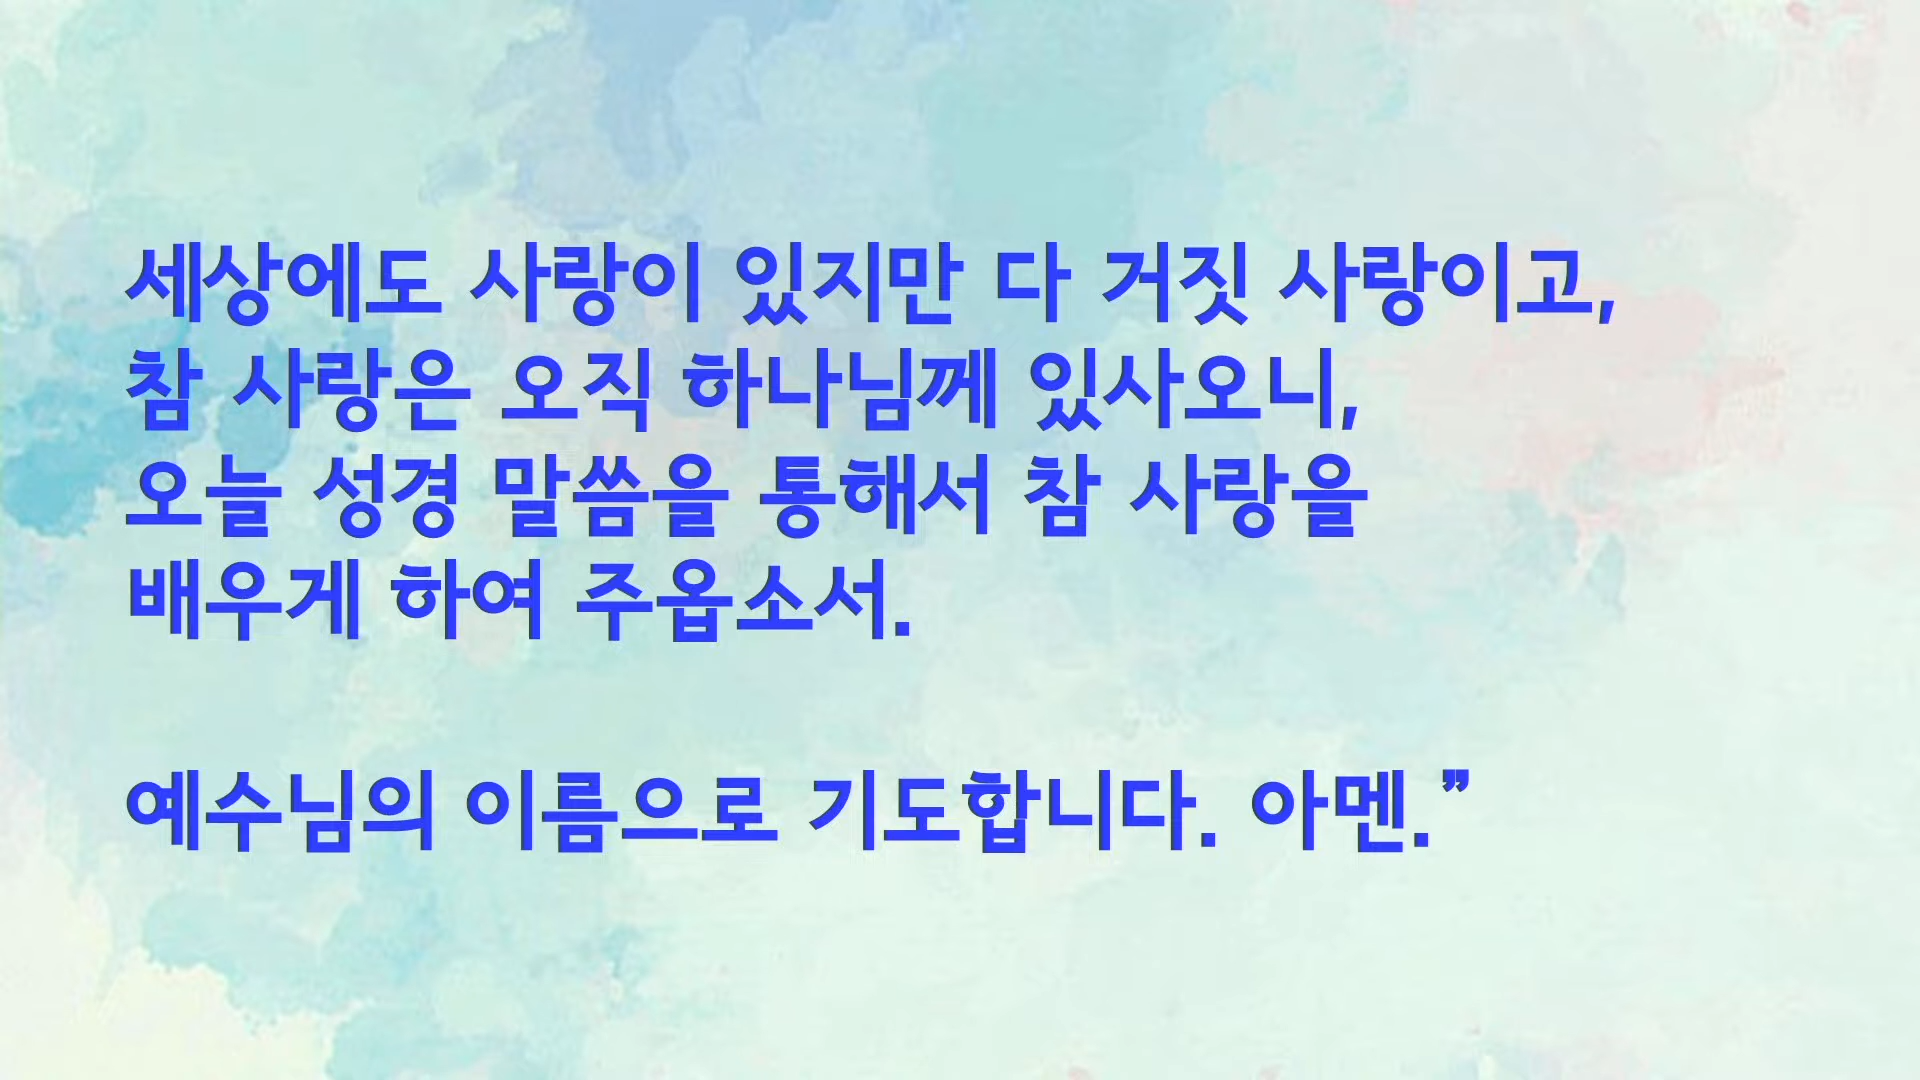 세상에도 사랑이 있지만 다 거짓 사랑이고,
참 사랑은 오직 하나님께 있사오니,
오늘 성경 말씀을 통해서 참 사랑을
배우게 하여 주옵소서.
예수님의 이름으로 기도합니다. 아멘.”